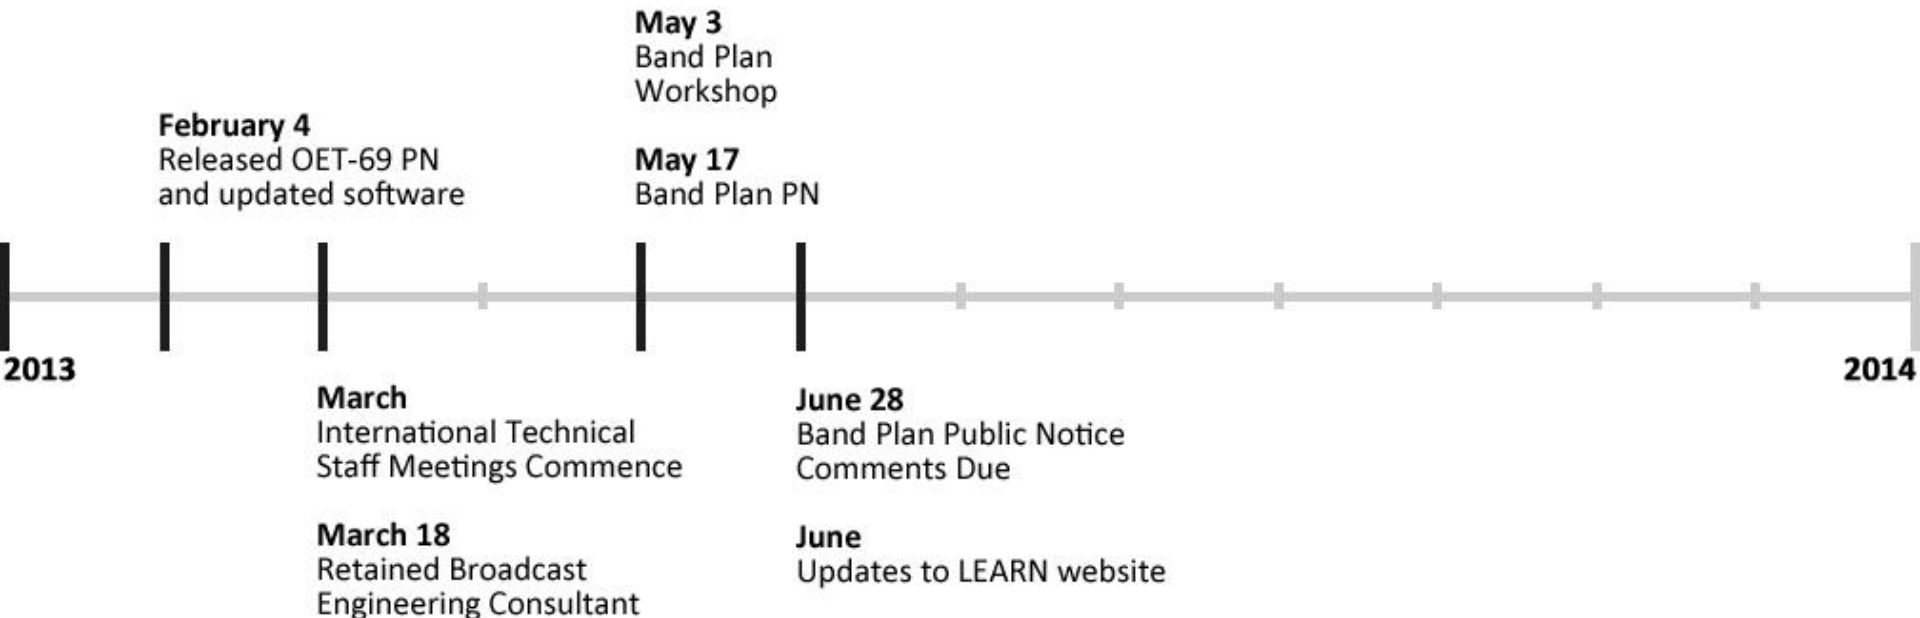 May 3
Band Plan
Workshop
February 4
Released OET-69 PN
and updated software
May 17
Band Plan PN
2013
2014
March
International Technical
Staff Meetings Commence
March 18
Retained Broadcast
Engineering Consultant
June 28
Band Plan Public Notice
Comments Due
June
Updates to LEARN website